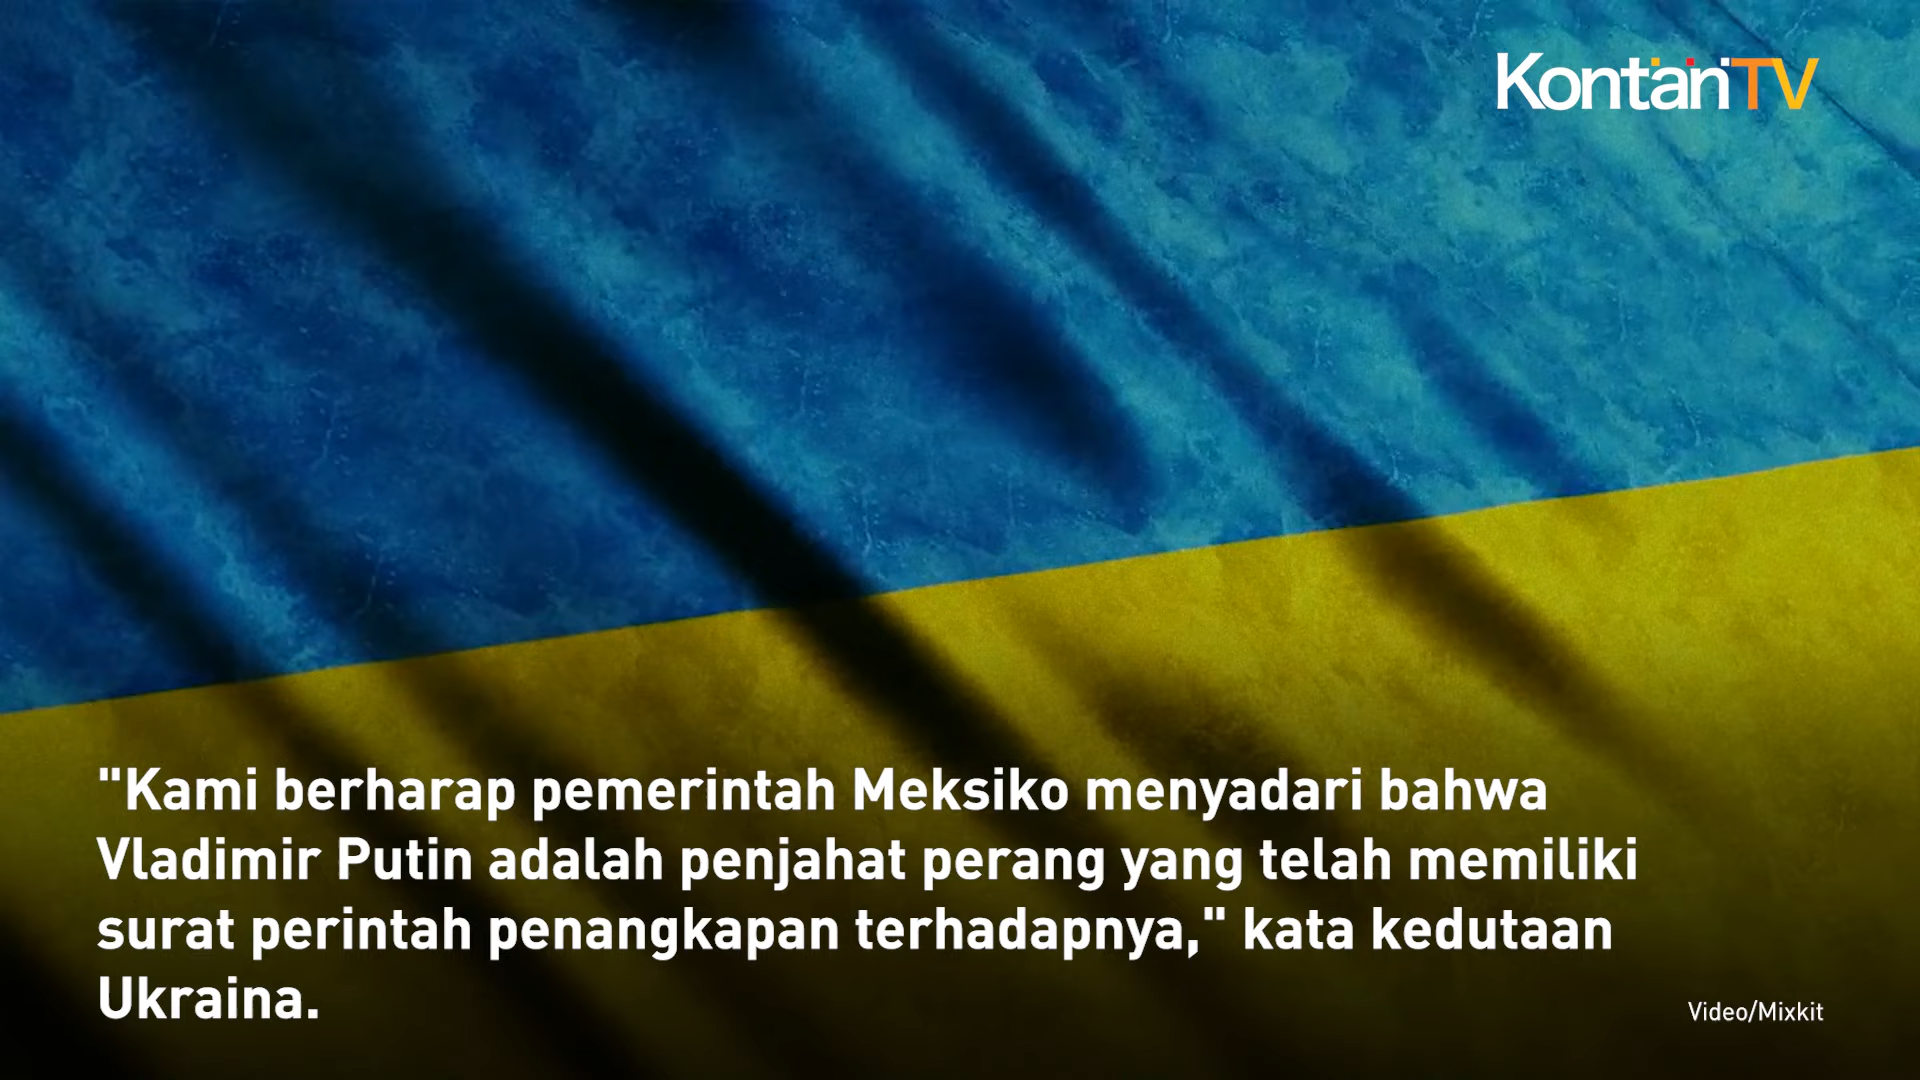 KontanTV
"Kami berharap pemerintah Meksiko menyadari bahwa
Vladimir Putin adalah penjahat perang yang telah memiliki
surat perintah penangkapan terhadapnya," kata kedutaan
Ukraina.
Video/Mixkit